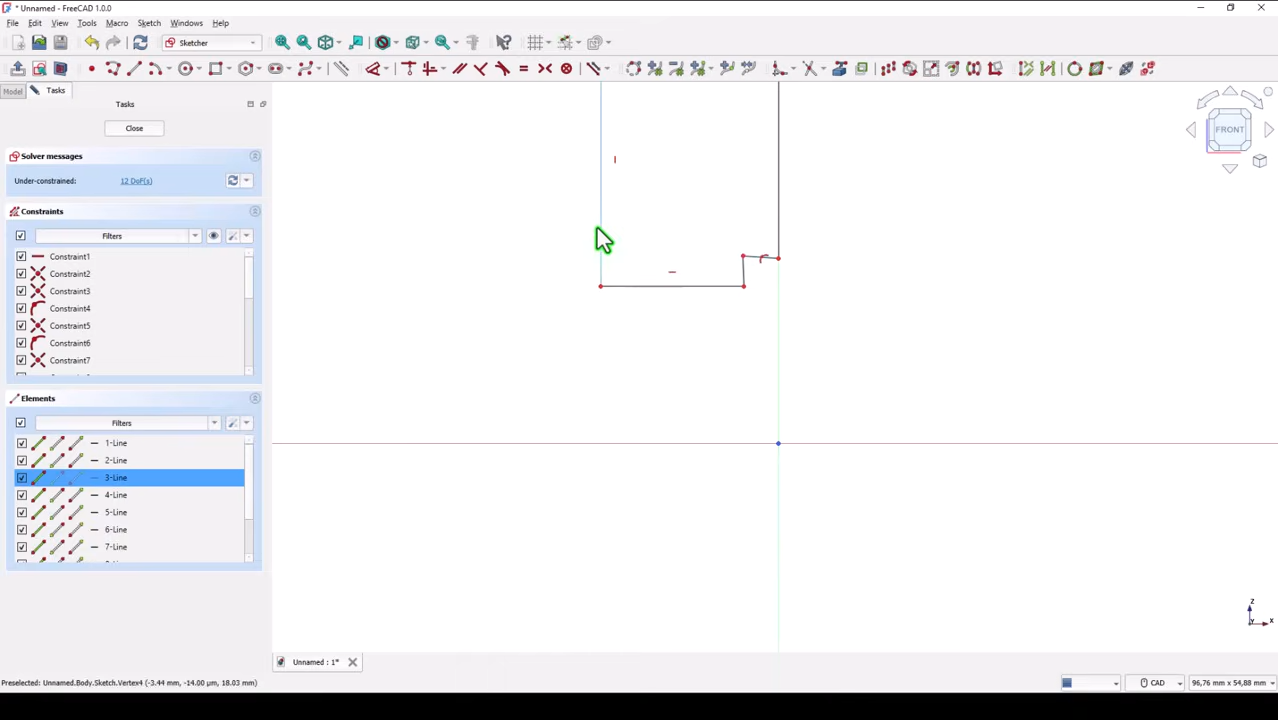 * Unnamed - FreeCAD 1.0.0
File Edit View Tools Macro Sketch Windows Help
Sketcher
Model Tasks
Tasks
Close
Solver messages
Under-constrained: 12 DoF(s)
Constraints
Filters
Constraint1
Constraint2
Constraint3
Constraint4
Constraint5
Constraint6
Constraint7
Elements
Filters
1-Line
2-Line
3-Line
4-Line
5-Line
6-Line
7-Line
FRONT
Z
Y
X
Unnamed : 1*
Preselected: Unnamed.Body.Sketch.Vertex4 (-3.44 mm, -14.00 µm, 18.03 mm)
CAD
96,76 mm x 54,88 mm